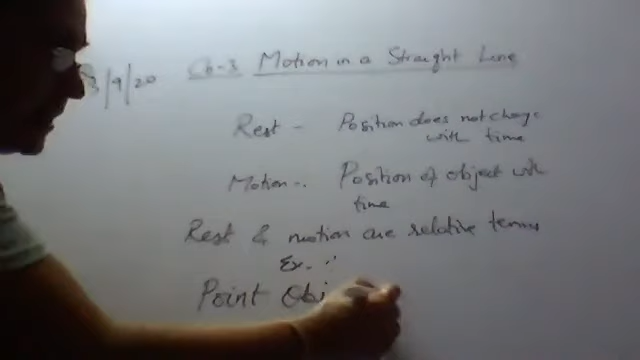 3/9/20 Ch-3 Motion in a Straight Line
Rest - Position does not change
with time
Motion -. Position of object with
time
Rest & motion are relative terms
Ex. -
Point Obj